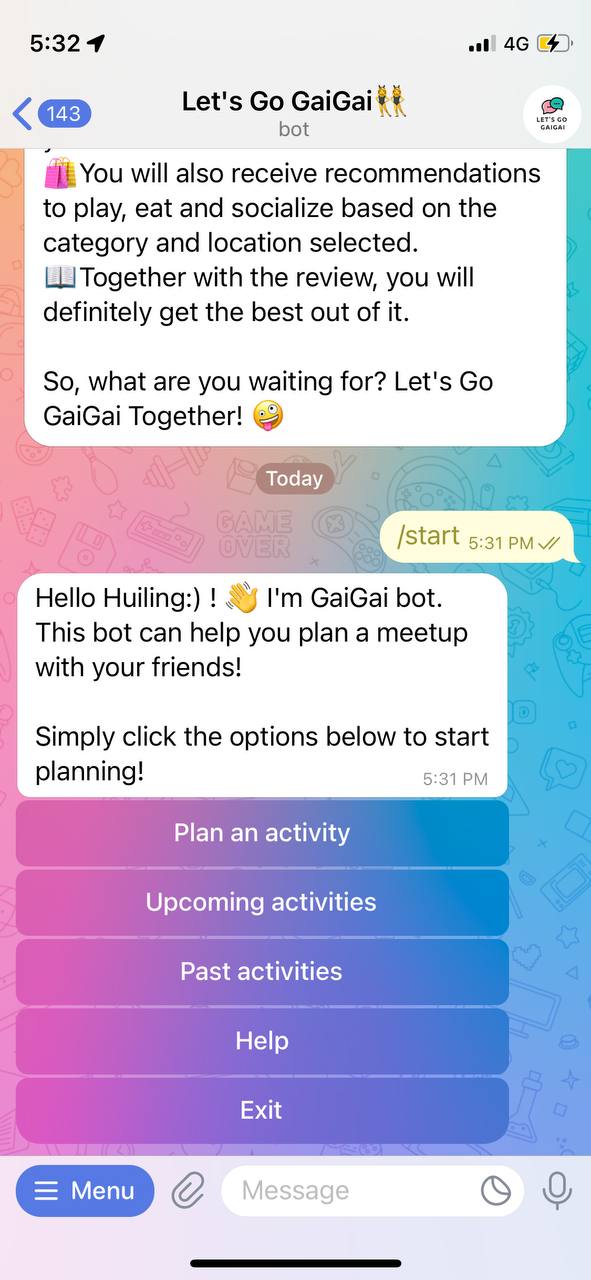 5:32
4G
143
Let's Go GaiGai👯
bot
LET'S GO
GAIGAI
🛍️You will also receive recommendations
to play, eat and socialize based on the
category and location selected.
📖Together with the review, you will
definitely get the best out of it.
So, what are you waiting for? Let's Go
GaiGai Together! 🤪
Today
GAME
OVER
/start 5:31 PM
Hello Huiling:) ! 👋 I'm GaiGai bot.
This bot can help you plan a meetup
with your friends!
Simply click the options below to start
planning!
5:31 PM
Plan an activity
Upcoming activities
Past activities
Help
Exit
Menu
Message